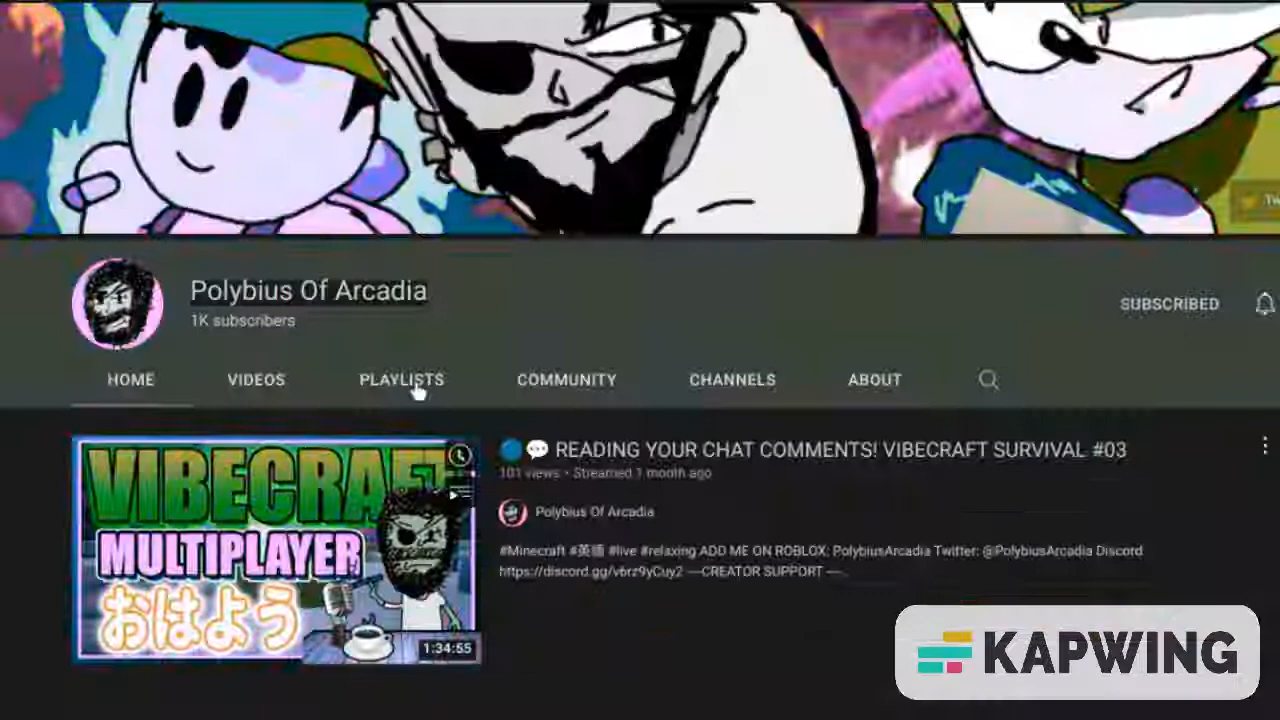 Polybius Of Arcadia
1K subscribers
SUBSCRIBED
HOME VIDEOS PLAYLISTS COMMUNITY CHANNELS ABOUT
VIBECRAFT
MULTIPLAYER
おはよう
1:34:55
🔵💬 READING YOUR CHAT COMMENTS! VIBECRAFT SURVIVAL #03
101 views • Streamed 1 month ago
Polybius Of Arcadia
#Minecraft #英語 #live #relaxing ADD ME ON ROBLOX: PolybiusArcadia Twitter: @PolybiusArcadia Discord
https://discord.gg/v6rz9yCuy2 —CREATOR SUPPORT —...
KAPWING